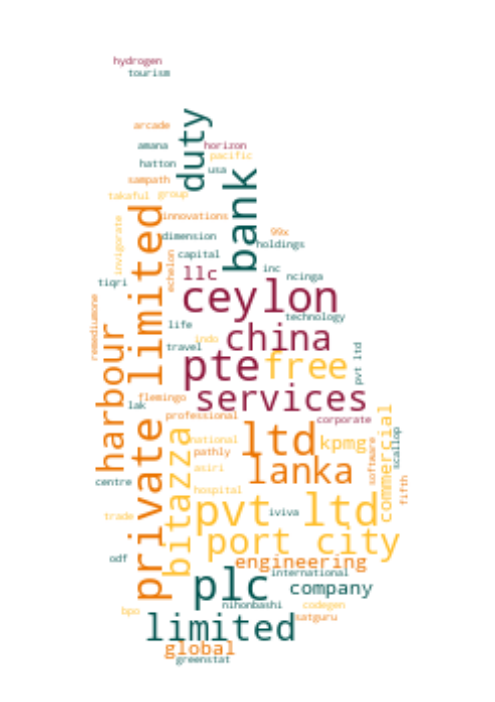 hydrogen
tourism
duty
arcade
amana
horizon
pacific
hatton
usa
bank
sampath
takaful
group
private limited
innovations
invigorate
99x
dimension
holdings
echelon
capital
llc
inc
ncinga
tiqri
ceylon
remediumone
technology
life
harbour
china
indo
travel
pvt ltd
pte
free
services
flemingo
lak
professional
corporate
commercial
ltd
bitazza
national
kpmg
scallop
software
pathly
lanka
asiri
centre
fifth
hospital
pvt ltd
iviva
trade
port city
odf
engineering
plc
international
company
nihonbashi
codegen
bpo
limited
satguru
global
greenstat